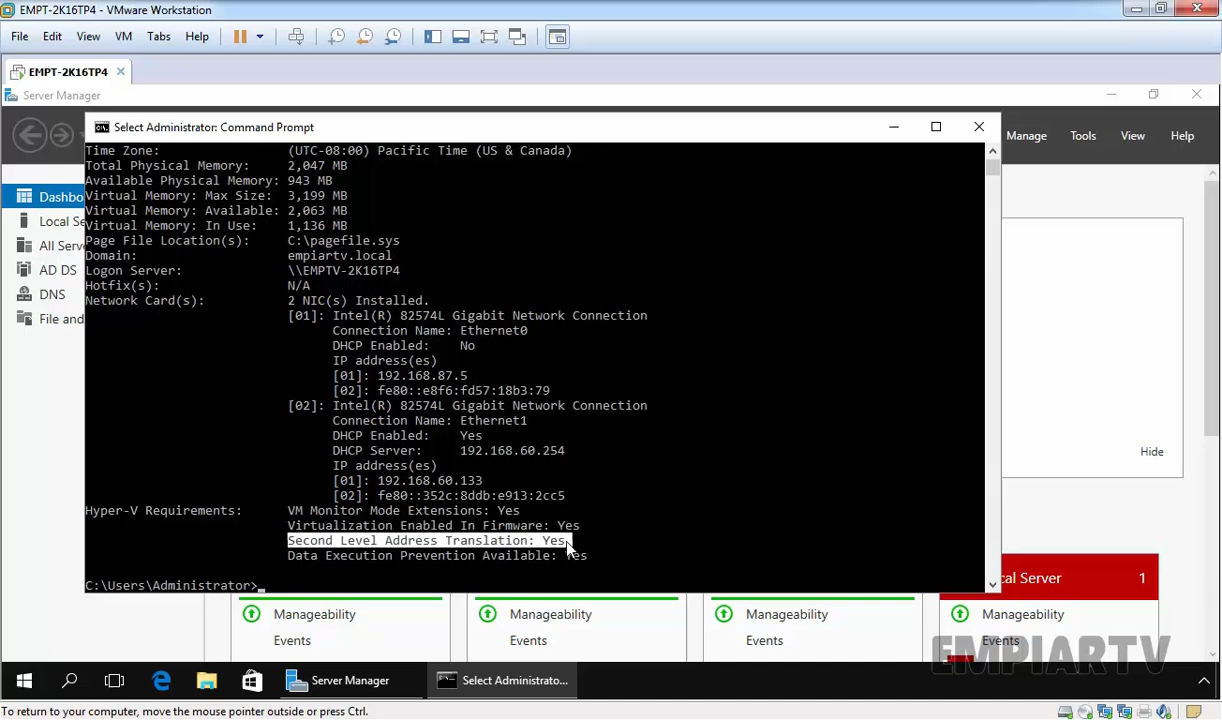 EMPT-2K16TP4 - VMware Workstation
File Edit View VM Tabs Help
EMPT-2K16TP4
Server Manager
Manage Tools View Help
Select Administrator: Command Prompt
Dashbo
Local Se
All Serv
AD DS
DNS
File and
Time Zone: (UTC-08:00) Pacific Time (US & Canada)
Total Physical Memory: 2,047 MB
Available Physical Memory: 943 MB
Virtual Memory: Max Size: 3,199 MB
Virtual Memory: Available: 2,063 MB
Virtual Memory: In Use: 1,136 MB
Page File Location(s): C:\pagefile.sys
Domain: empiartv.local
Logon Server: \\EMPTV-2K16TP4
Hotfix(s): N/A
Network Card(s): 2 NIC(s) Installed.
[01]: Intel(R) 82574L Gigabit Network Connection
Connection Name: Ethernet0
DHCP Enabled: No
IP address(es)
[01]: 192.168.87.5
[02]: fe80::e8f6:fd57:18b3:79
[02]: Intel(R) 82574L Gigabit Network Connection
Connection Name: Ethernet1
DHCP Enabled: Yes
DHCP Server: 192.168.60.254
IP address(es)
[01]: 192.168.60.133
[02]: fe80::352c:8ddb:e913:2cc5
Hyper-V Requirements: VM Monitor Mode Extensions: Yes
Virtualization Enabled In Firmware: Yes
Second Level Address Translation: Yes
Data Execution Prevention Available: Yes
C:\Users\Administrator>
Hide
cal Server 1
Manageability Manageability Manageability Manageability
Events Events Events Events
EMPIARTV
Server Manager Select Administrato...
To return to your computer, move the mouse pointer outside or press Ctrl.